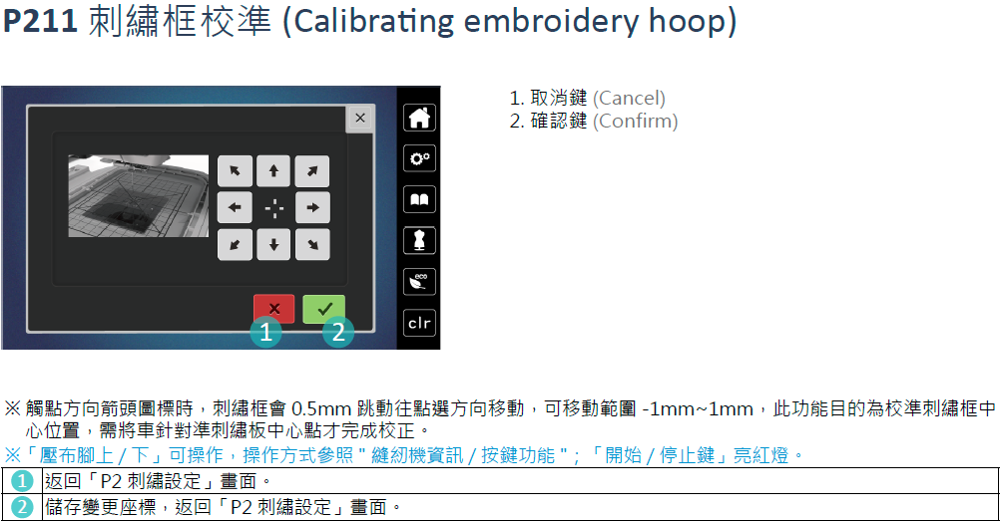 P211 刺繡框校準 (Calibrating embroidery hoop)
1. 取消鍵 (Cancel)
2. 確認鍵 (Confirm)
eco
clr
1
2
※ 觸點方向箭頭圖標時，刺繡框會 0.5mm 跳動往點選方向移動，可移動範圍 -1mm~1mm，此功能目的為校準刺繡框中
心位置，需將車針對準刺繡板中心點才完成校正。
※「壓布腳上 / 下」可操作，操作方式參照 " 縫紉機資訊 / 按鍵功能 "；「開始 / 停止鍵」亮紅燈。
1 返回「P2 刺繡設定」畫面。
2 儲存變更座標，返回「P2 刺繡設定」畫面。